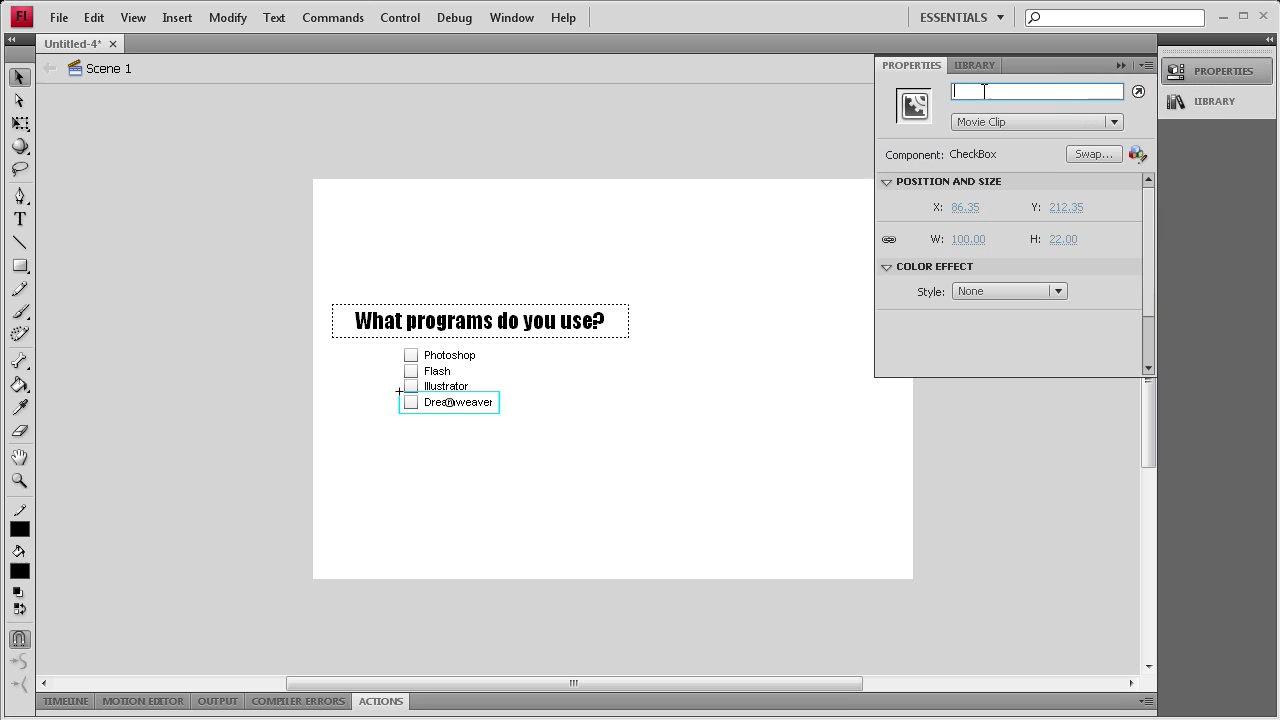 FL File Edit View Insert Modify Text Commands Control Debug Window Help ESSENTIALS
Untitled-4*
Scene 1
PROPERTIES LIBRARY
Movie Clip
Component: CheckBox Swap...
POSITION AND SIZE
X: 86.35 Y: 212.35
W: 100.00 H: 22.00
COLOR EFFECT
Style: None
PROPERTIES
LIBRARY
T
What programs do you use?
Photoshop
Flash
Illustrator
Dreamweaver
TIMELINE MOTION EDITOR OUTPUT COMPILER ERRORS ACTIONS